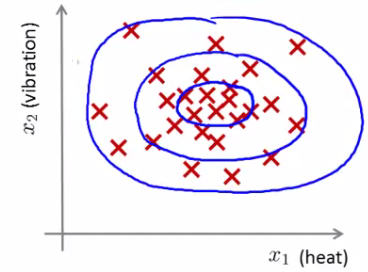 x₂ (vibration)
x₁ (heat)